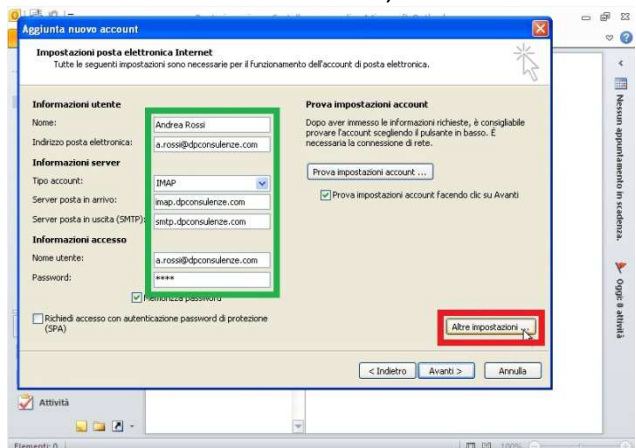 Aggiunta nuovo account
Impostazioni posta elettronica Internet
Tutte le seguenti impostazioni sono necessarie per il funzionamento dell'account di posta elettronica.
Informazioni utente
Nome:
Andrea Rossi
Indirizzo posta elettronica:
a.rossi@dpconsulenze.com
Informazioni server
Tipo account:
IMAP
Server posta in arrivo:
imap.dpconsulenze.com
Server posta in uscita (SMTP):
smtp.dpconsulenze.com
Informazioni accesso
Nome utente:
a.rossi@dpconsulenze.com
Password:
****
Memorizza password
Richiedi accesso con autenticazione password di protezione
(SPA)
Prova impostazioni account
Dopo aver immesso le informazioni richieste, è consigliabile
provare l'account scegliendo il pulsante in basso. È
necessaria la connessione di rete.
Prova impostazioni account ...
Prova impostazioni account facendo clic su Avanti
Altre impostazioni ...
< Indietro
Avanti >
Annulla
Nessun appuntamento in scadenza.
Oggi: 0 attività
Attività
Elementi: 0
100%